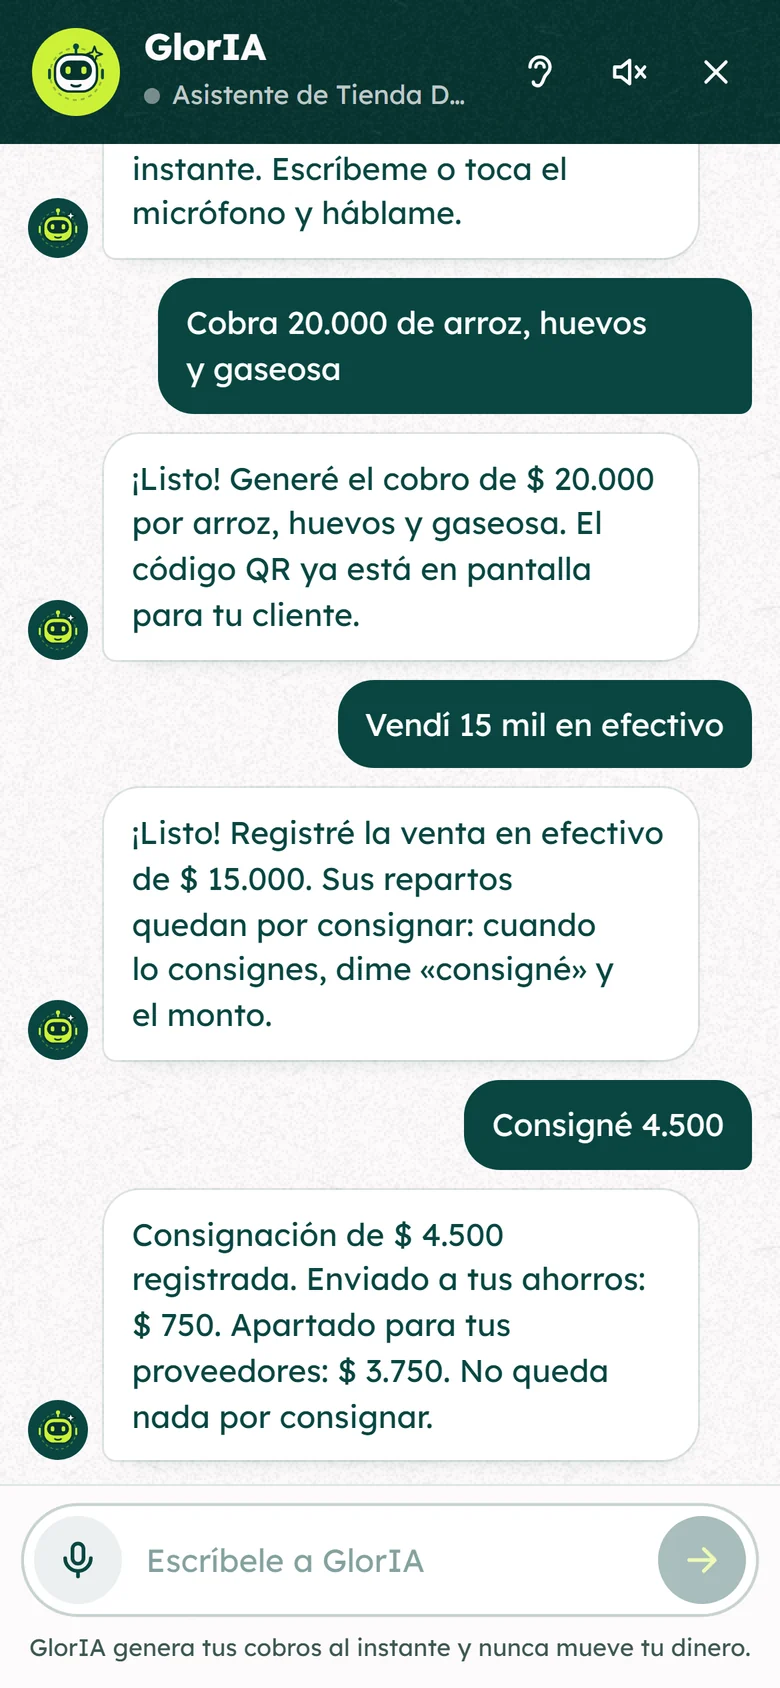 GlorIA
Asistente de Tienda D...
instante. Escríbeme o toca el
micrófono y háblame.
Cobra 20.000 de arroz, huevos
y gaseosa
¡Listo! Generé el cobro de $ 20.000
por arroz, huevos y gaseosa. El
código QR ya está en pantalla
para tu cliente.
Vendí 15 mil en efectivo
¡Listo! Registré la venta en efectivo
de $ 15.000. Sus repartos
quedan por consignar: cuando
lo consignes, dime «consigné» y
el monto.
Consigné 4.500
Consignación de $ 4.500
registrada. Enviado a tus ahorros:
$ 750. Apartado para tus
proveedores: $ 3.750. No queda
nada por consignar.
Escríbele a GlorIA
GlorIA genera tus cobros al instante y nunca mueve tu dinero.